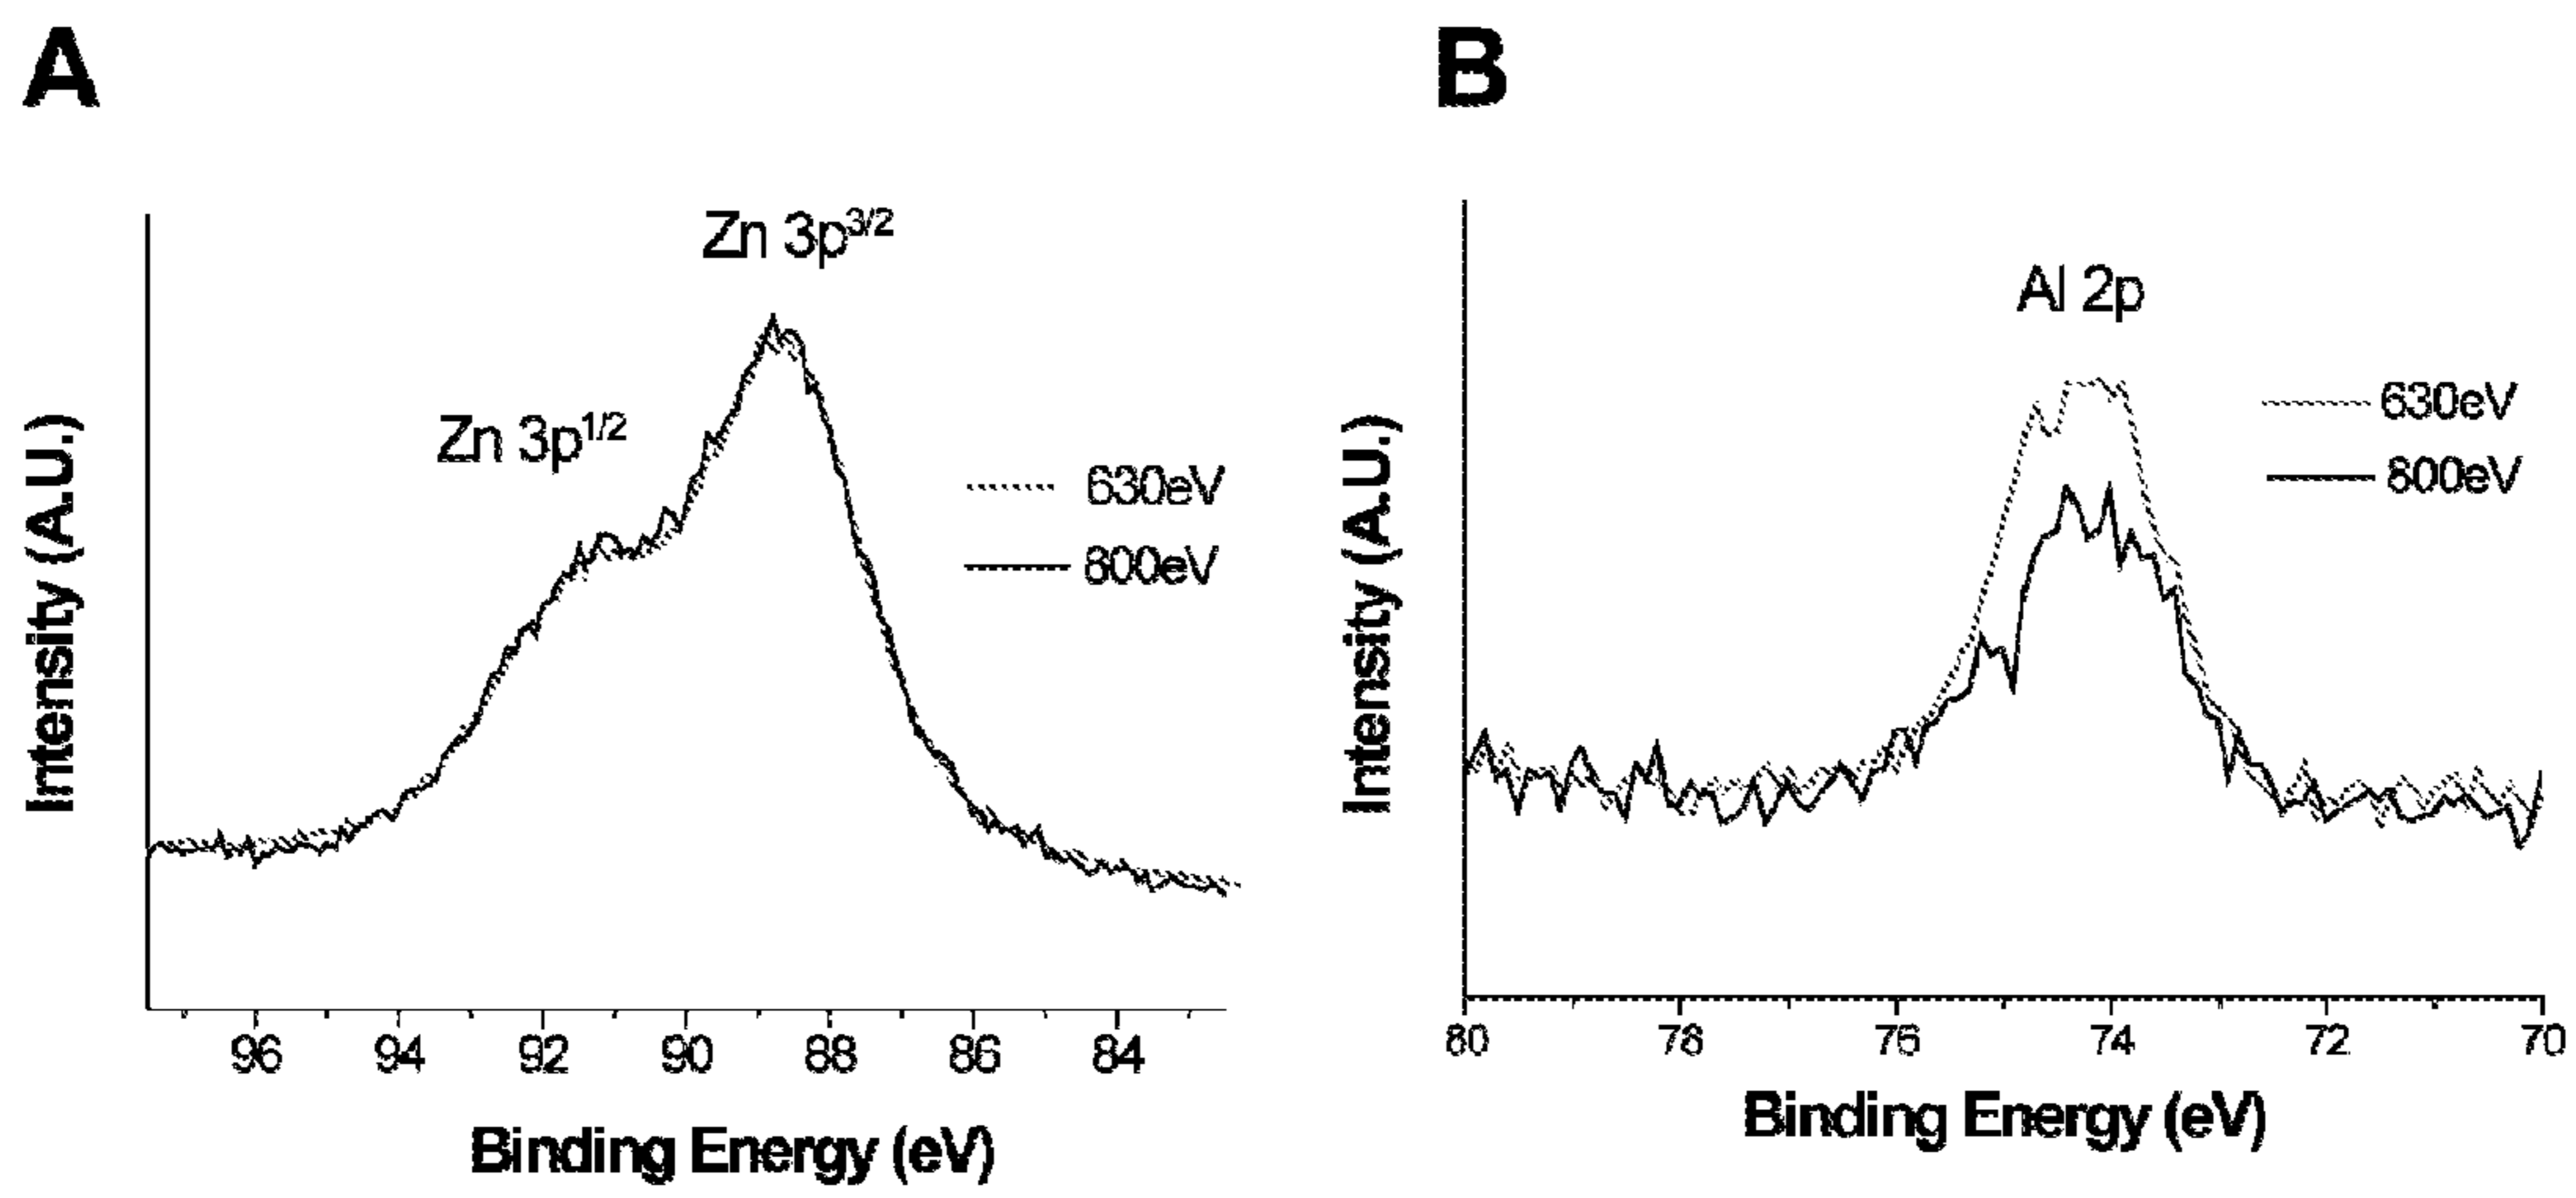 A
B
Zn 3p3/2
Zn 3p1/2
630eV
800eV
Intensity (A.U.)
96 94 92 90 88 86 84
Binding Energy (eV)
Al 2p
630eV
800eV
Intensity (A.U.)
80 78 76 74 72 70
Binding Energy (eV)